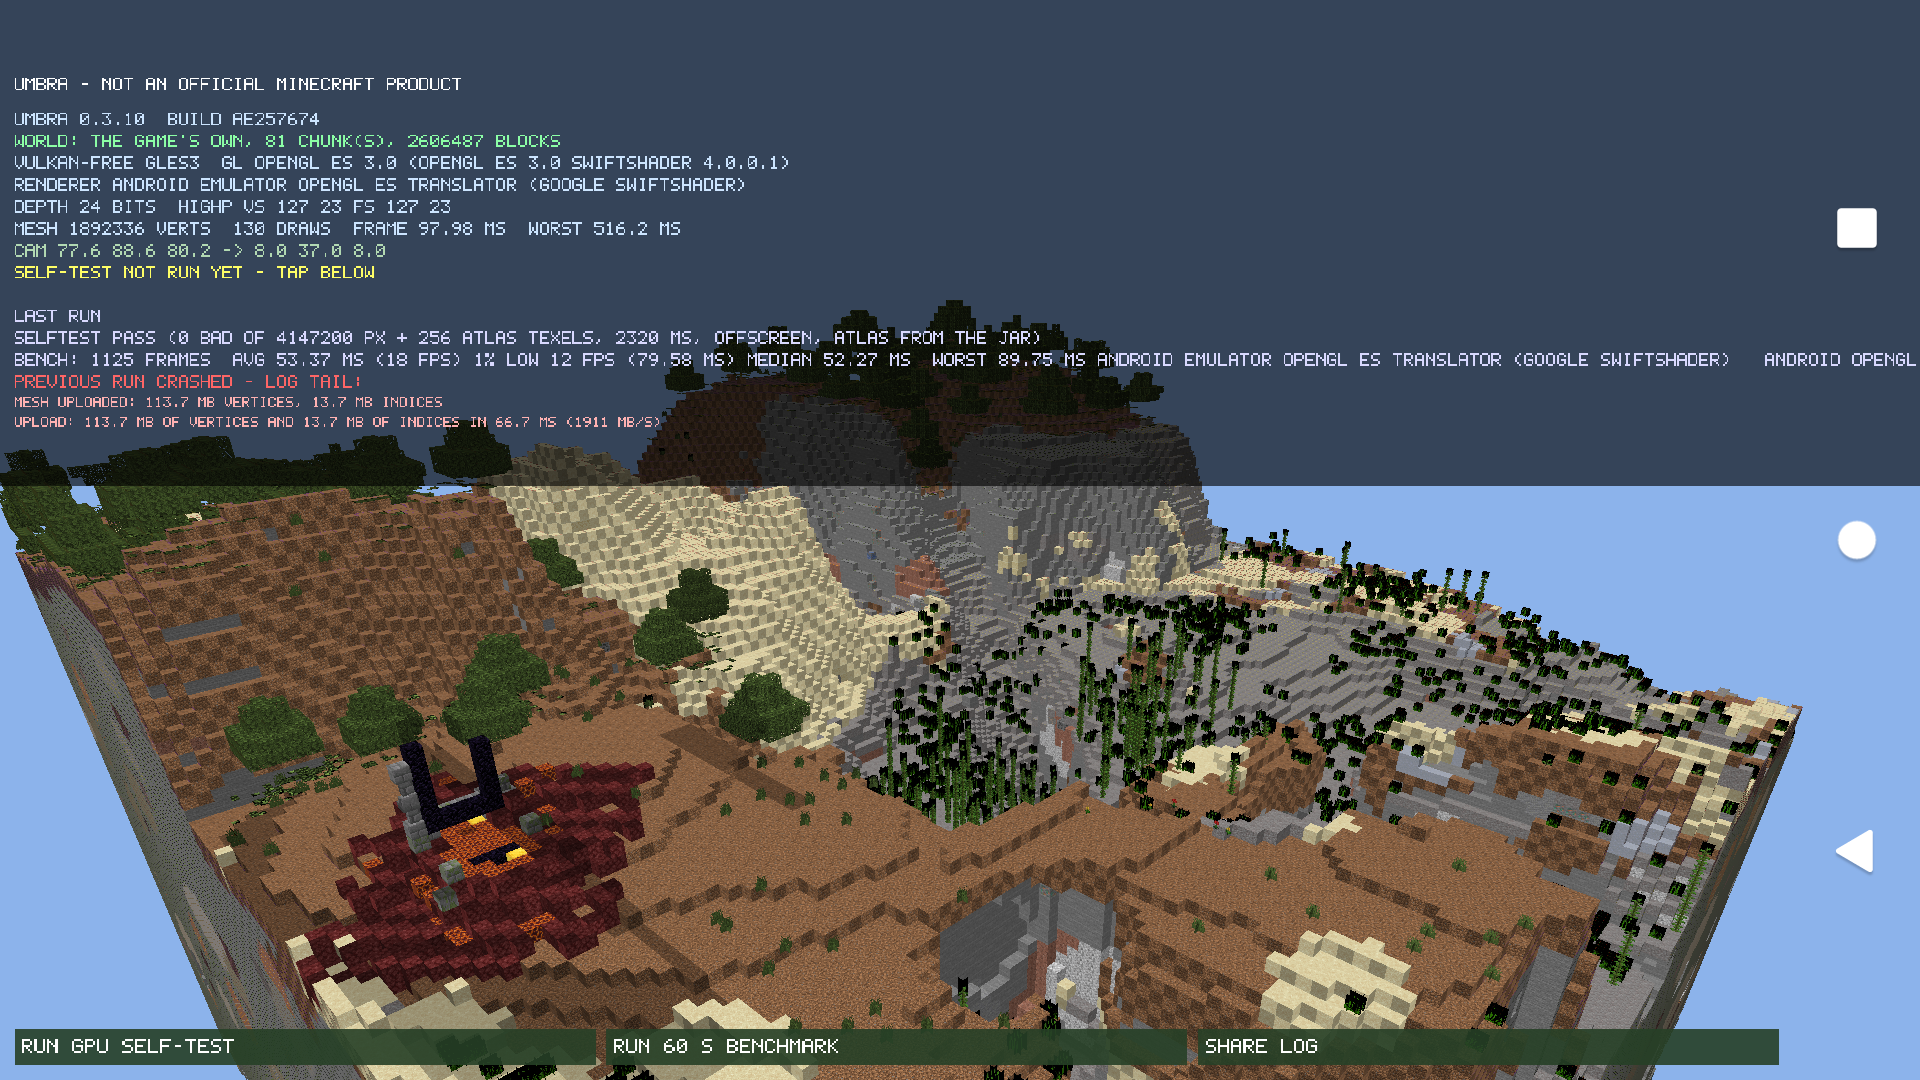 UMBRA - NOT AN OFFICIAL MINECRAFT PRODUCT
UMBRA 0.3.10 BUILD AE257674
WORLD: THE GAME'S OWN, 81 CHUNK(S), 2606487 BLOCKS
VULKAN-FREE GLES3 GL OPENGL ES 3.0 (OPENGL ES 3.0 SWIFTSHADER 4.0.0.1)
RENDERER ANDROID EMULATOR OPENGL ES TRANSLATOR (GOOGLE SWIFTSHADER)
DEPTH 24 BITS HIGHP VS 127 23 FS 127 23
MESH 1892336 VERTS 130 DRAWS FRAME 97.98 MS WORST 516.2 MS
CAM 77.6 88.6 80.2 -> 8.0 37.0 8.0
SELF-TEST NOT RUN YET - TAP BELOW
LAST RUN
SELFTEST PASS (0 BAD OF 4147200 PX + 256 ATLAS TEXELS, 2320 MS, OFFSCREEN, ATLAS FROM THE JAR)
BENCH: 1125 FRAMES AVG 53.37 MS (18 FPS) 1% LOW 12 FPS (79.58 MS) MEDIAN 52.27 MS WORST 89.75 MS ANDROID EMULATOR OPENGL ES TRANSLATOR (GOOGLE SWIFTSHADER) ANDROID OPENGL
PREVIOUS RUN CRASHED - LOG TAIL:
MESH UPLOADED: 113.7 MB VERTICES, 13.7 MB INDICES
UPLOAD: 113.7 MB OF VERTICES AND 13.7 MB OF INDICES IN 66.7 MS (1911 MB/S)
RUN GPU SELF-TEST
RUN 60 S BENCHMARK
SHARE LOG